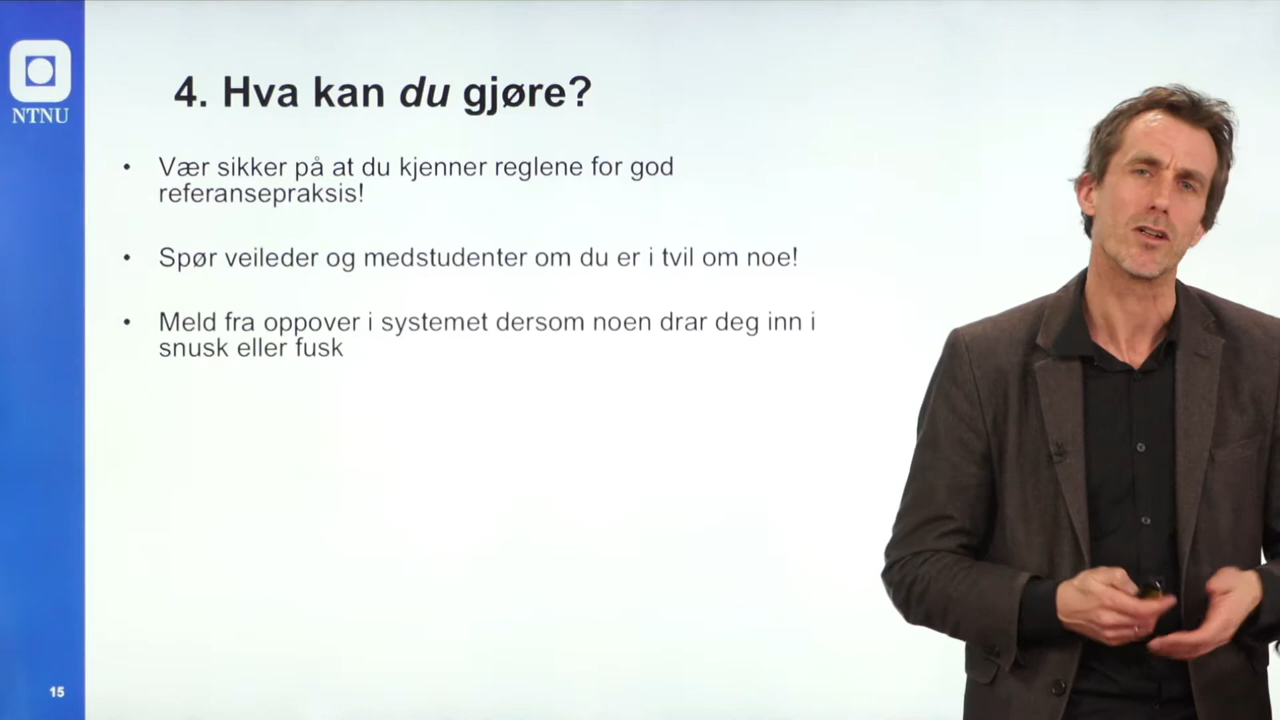 NTNU
4. Hva kan du gjøre?
• Vær sikker på at du kjenner reglene for god
referansepraksis!
• Spør veileder og medstudenter om du er i tvil om noe!
• Meld fra oppover i systemet dersom noen drar deg inn i
snusk eller fusk
15